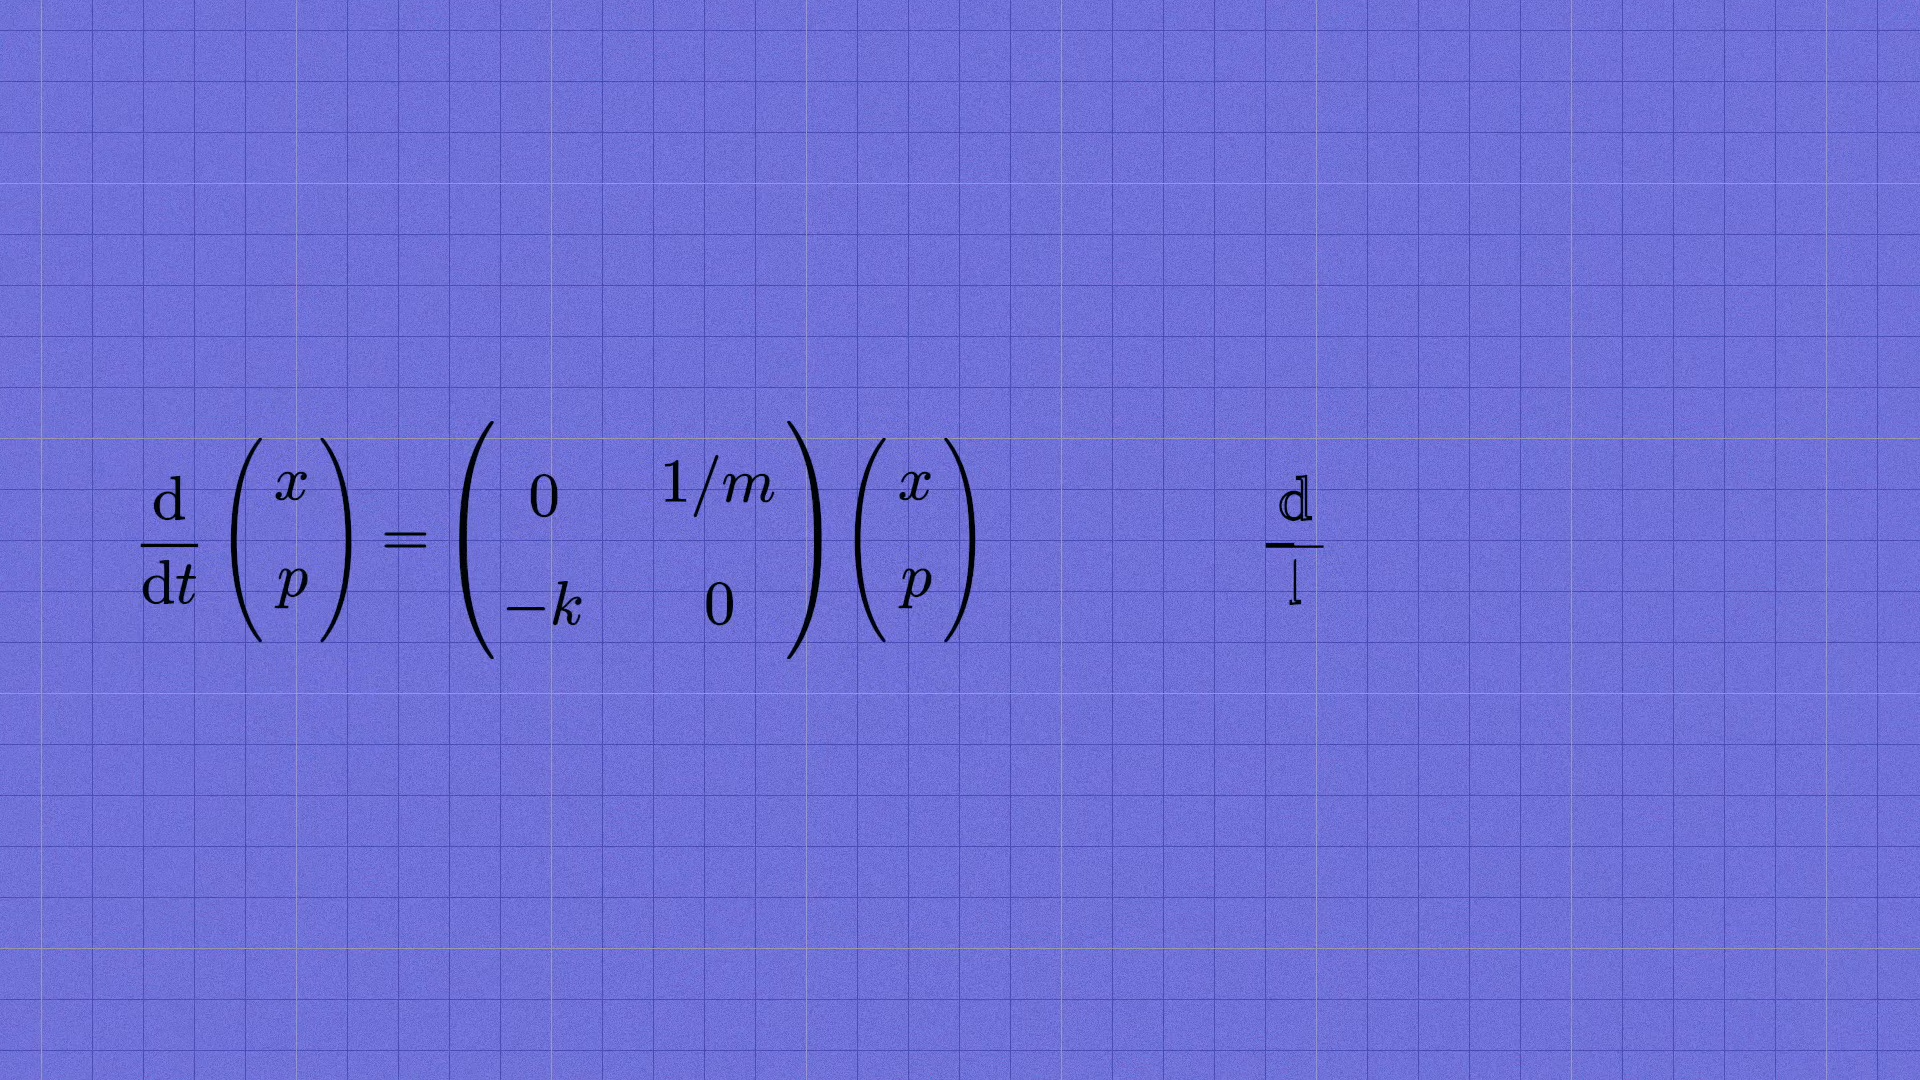 d/dt (x p) = (0 1/m −k 0) (x p)
d